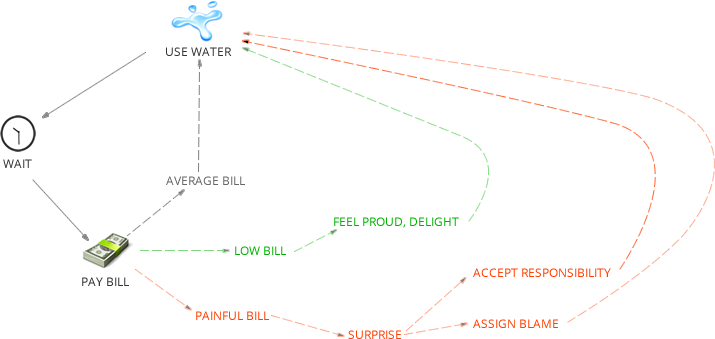 USE WATER
WAIT
AVERAGE BILL
FEEL PROUD, DELIGHT
LOW BILL
PAY BILL
ACCEPT RESPONSIBILITY
PAINFUL BILL
ASSIGN BLAME
SURPRISE